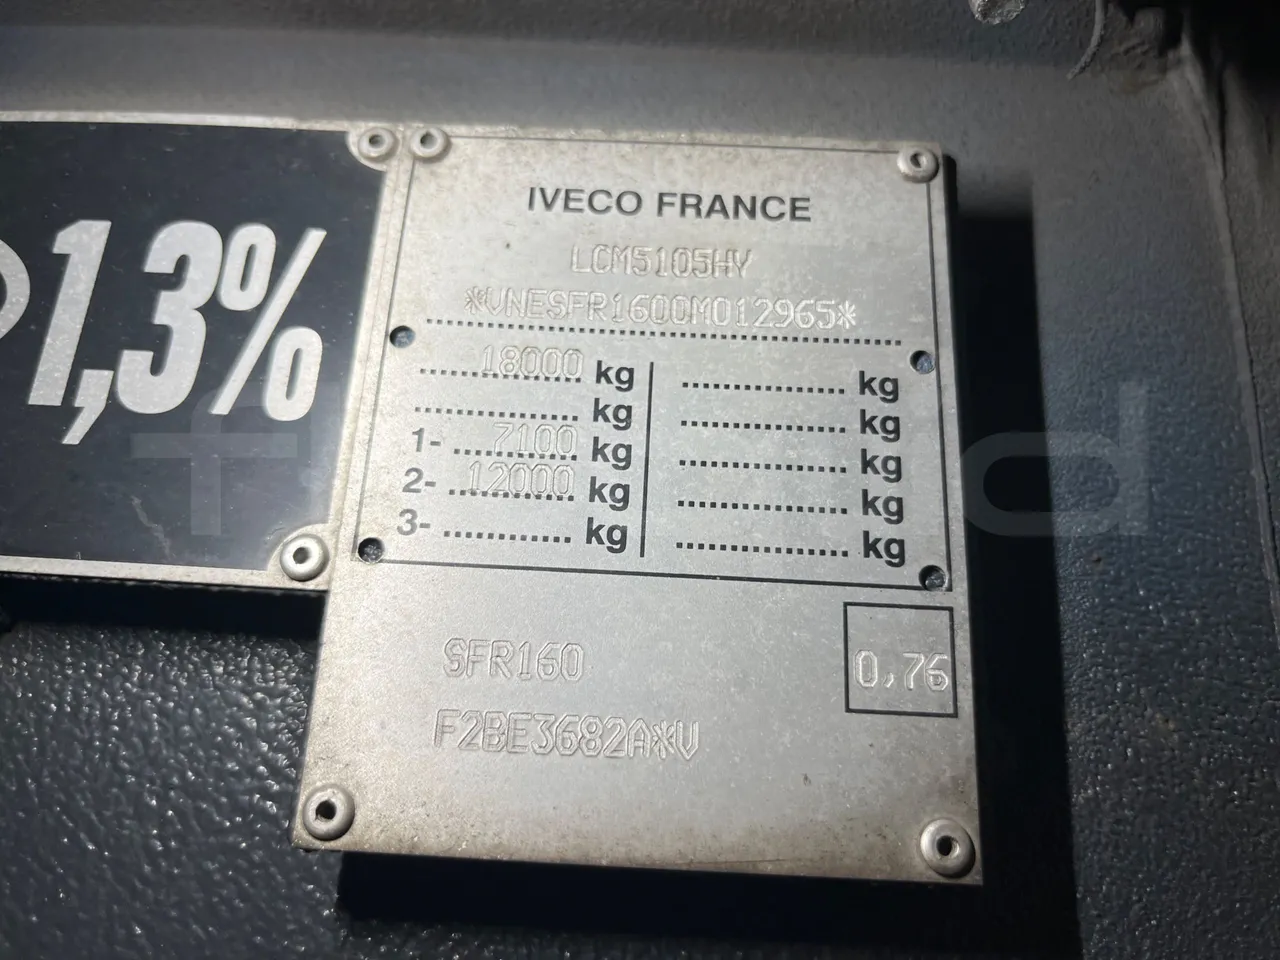 1,3%
IVECO FRANCE
LCM5105HY
*VNESFR1600M012965*
18000 kg kg
kg kg
1- 7100 kg kg
2- 12000 kg kg
3- kg kg
SFR160
0,76
F2BE3682A*V